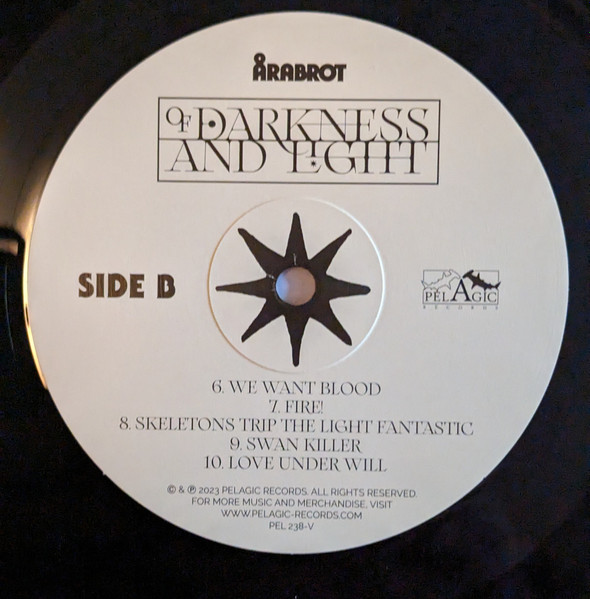 ÅRABROT
OF DARKNESS
AND LIGHT
SIDE B
PELAGIC
RECORDS
6. WE WANT BLOOD
7. FIRE!
8. SKELETONS TRIP THE LIGHT FANTASTIC
9. SWAN KILLER
10. LOVE UNDER WILL
© & ℗ 2023 PELAGIC RECORDS. ALL RIGHTS RESERVED.
FOR MORE MUSIC AND MERCHANDISE, VISIT
WWW.PELAGIC-RECORDS.COM
PEL 238-V